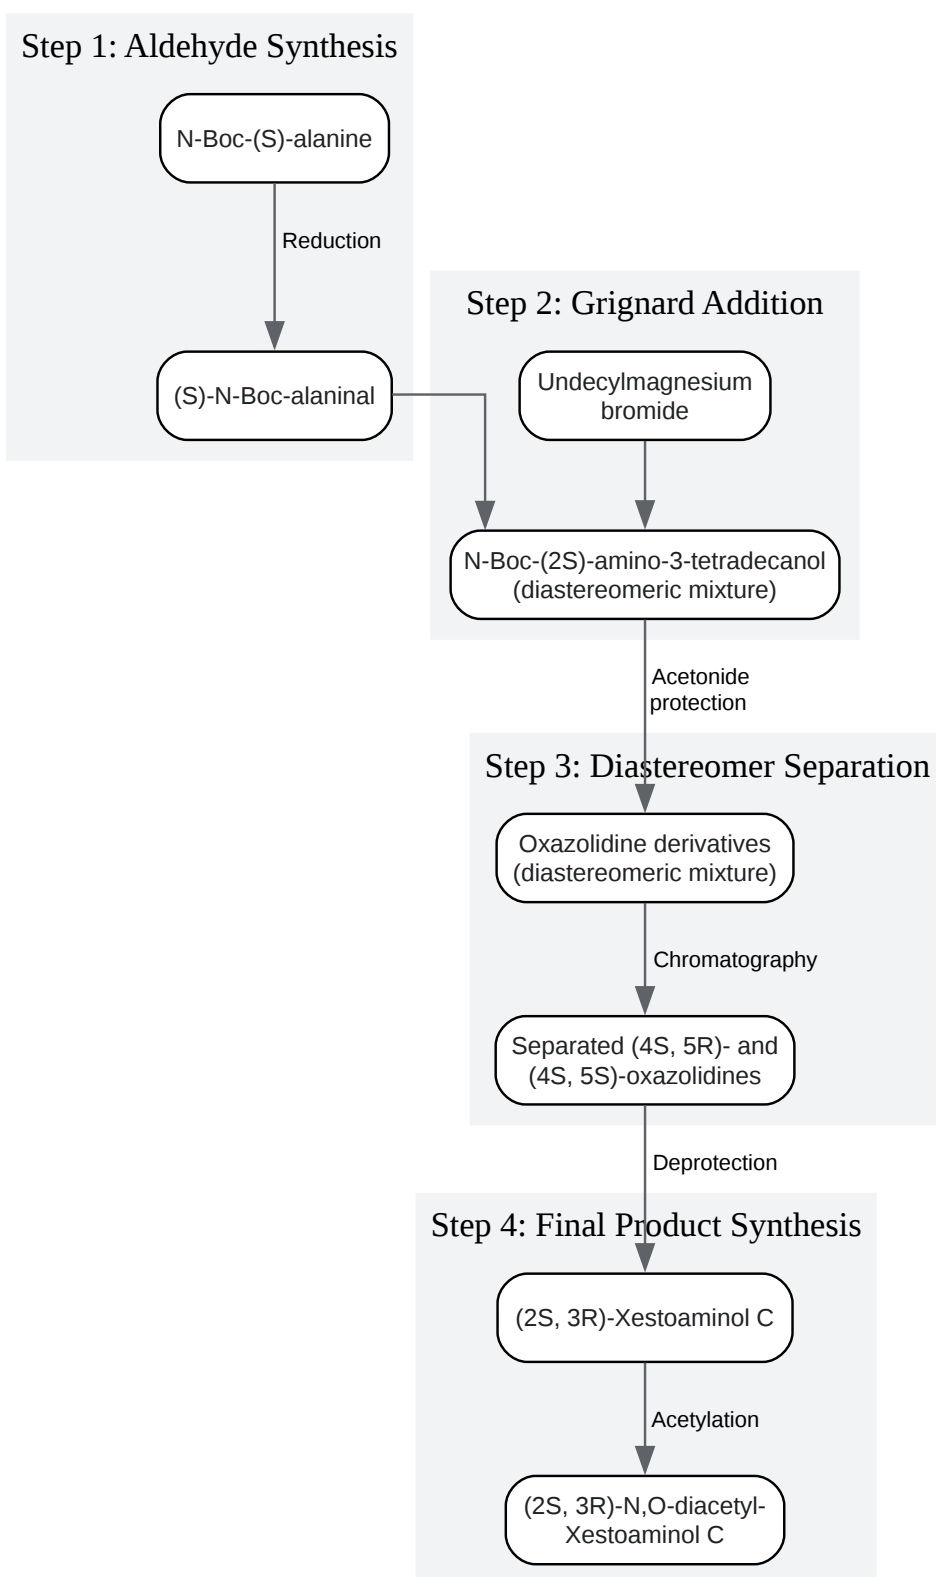 Step 1: Aldehyde Synthesis
N-Boc-(S)-alanine
Reduction
(S)-N-Boc-alaninal
Step 2: Grignard Addition
Undecylmagnesium
bromide
N-Boc-(2S)-amino-3-tetradecanol
(diastereomeric mixture)
Acetonide
protection
Step 3: Diastereomer Separation
Oxazolidine derivatives
(diastereomeric mixture)
Chromatography
Separated (4S, 5R)- and
(4S, 5S)-oxazolidines
Deprotection
Step 4: Final Product Synthesis
(2S, 3R)-Xestoaminol C
Acetylation
(2S, 3R)-N,O-diacetyl-
Xestoaminol C